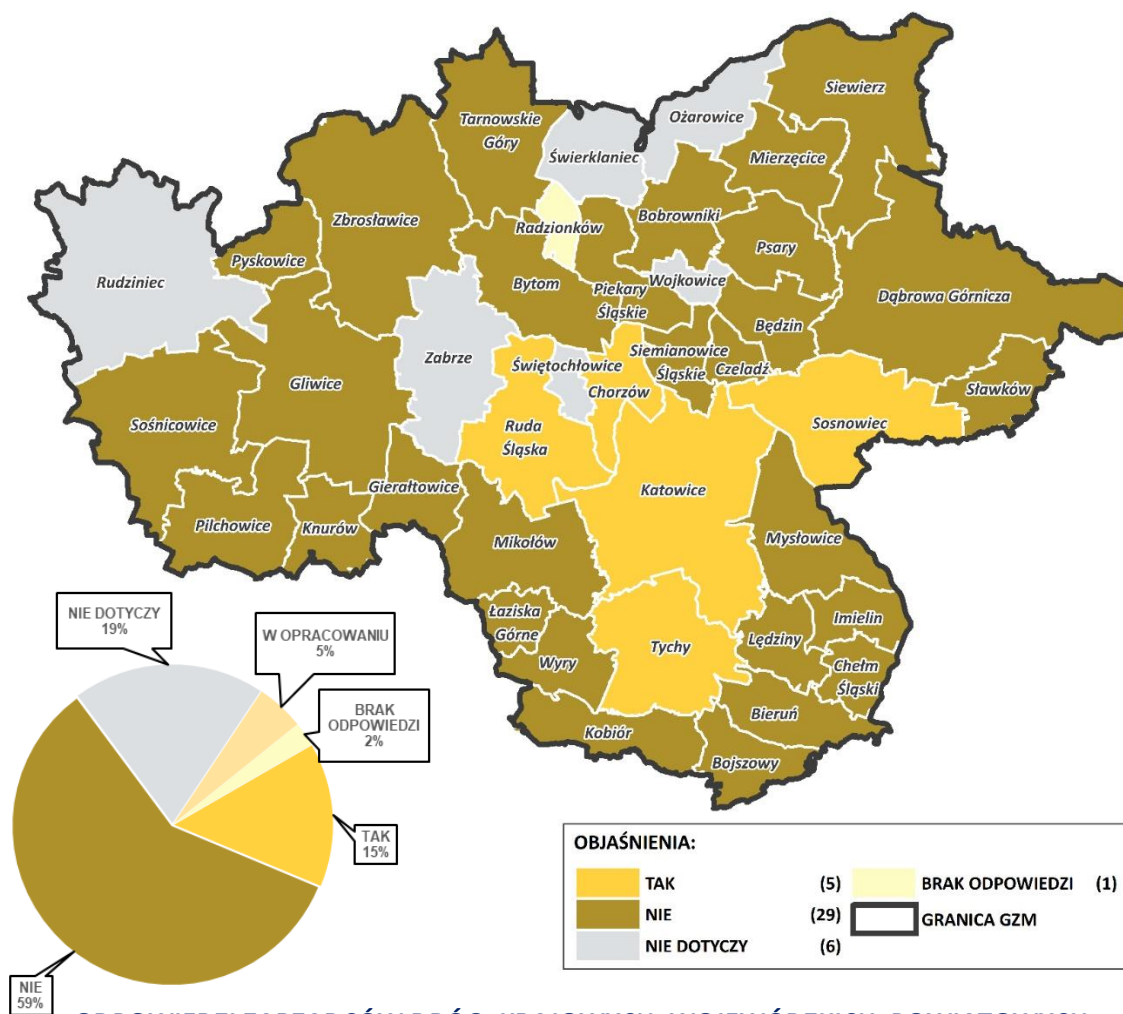 Siewierz
Ożarowice
Tarnowskie
Góry
Świerklaniec
Mierzęcice
Zbrosławice
Radzionków
Bobrowniki
Psary
Pyskowice
Rudziniec
Bytom
Piekary
Śląskie
Wojkowice
Dąbrowa Górnicza
Będzin
Zabrze
Świętochłowice
Siemianowice
Śląskie
Czeladź
Gliwice
Chorzów
Sławków
Sośnicowice
Ruda
Śląska
Sosnowiec
Katowice
Gierałtowice
Pilchowice
Knurów
Mikołów
Mysłowice
Łaziska
Górne
Imielin
Lędziny
Tychy
Wyry
Chełm
Śląski
Bieruń
Kobiór
Bojszowy
NIE DOTYCZY
19%
W OPRACOWANIU
5%
BRAK
ODPOWIEDZI
2%
TAK
15%
NIE
59%
OBJAŚNIENIA:
TAK (5)
NIE (29)
NIE DOTYCZY (6)
BRAK ODPOWIEDZI (1)
GRANICA GZM